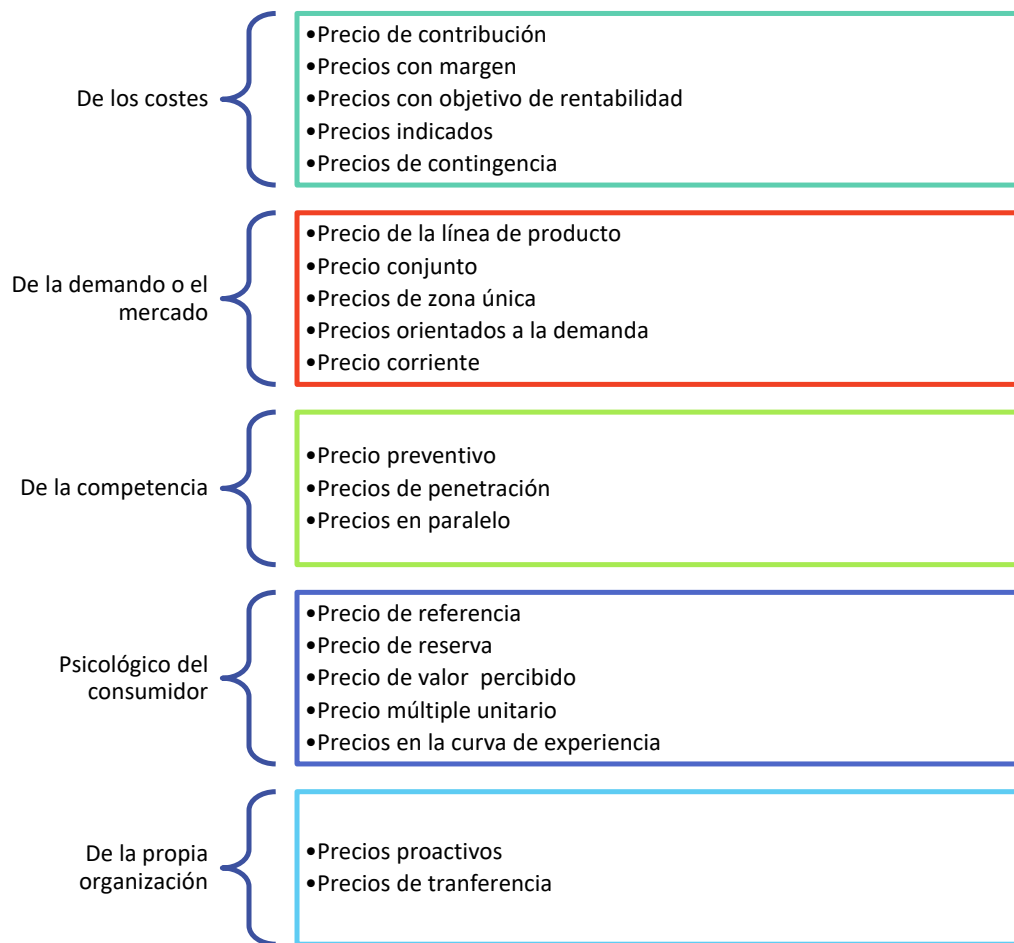 De los costes
•Precio de contribución
•Precios con margen
•Precios con objetivo de rentabilidad
•Precios indicados
•Precios de contingencia
De la demando o el
mercado
•Precio de la línea de producto
•Precio conjunto
•Precios de zona única
•Precios orientados a la demanda
•Precio corriente
De la competencia
•Precio preventivo
•Precios de penetración
•Precios en paralelo
Psicológico del
consumidor
•Precio de referencia
•Precio de reserva
•Precio de valor  percibido
•Precio múltiple unitario
•Precios en la curva de experiencia
De la propia
organización
•Precios proactivos
•Precios de tranferencia